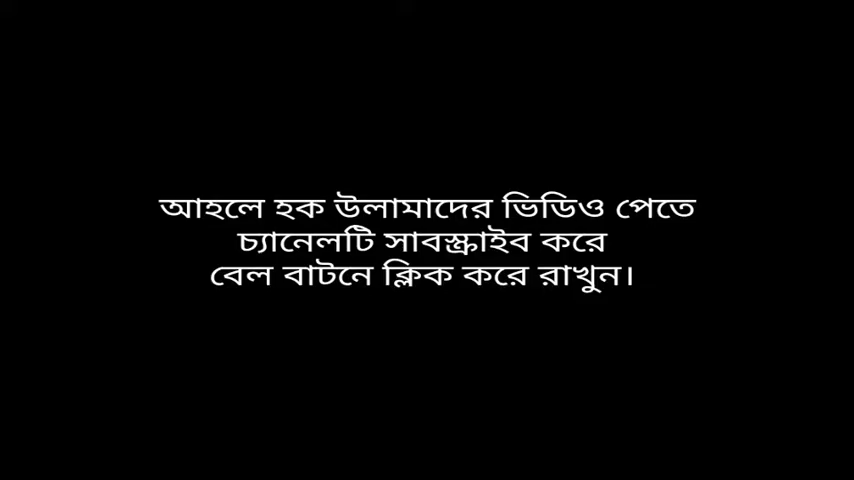 আহলে হক উলামাদের ভিডিও পেতে
চ্যানেলটি সাবস্ক্রাইব করে
বেল বাটনে ক্লিক করে রাখুন।